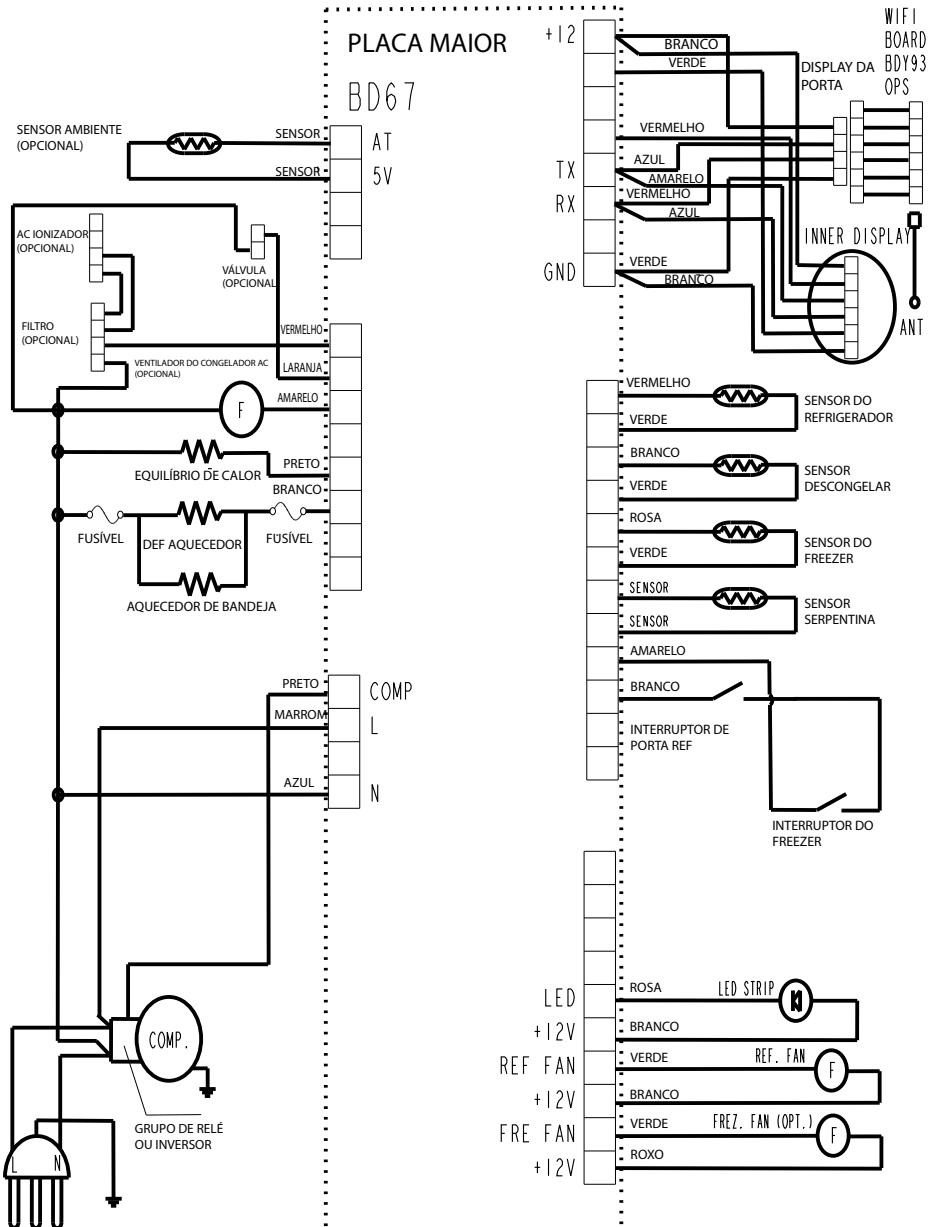 PLACA MAIOR
BD67
SENSOR AMBIENTE
(OPCIONAL)
SENSOR
AT
SENSOR
5V
AC IONIZADOR
(OPCIONAL)
VÁLVULA
(OPCIONAL
FILTRO
(OPCIONAL)
VERMELHO
VENTILADOR DO CONGELADOR AC
(OPCIONAL)
LARANJA
AMARELO
F
EQUILÍBRIO DE CALOR
PRETO
BRANCO
FUSÍVEL
DEF AQUECEDOR
FUSÍVEL
AQUECEDOR DE BANDEJA
PRETO
COMP
MARROM
L
AZUL
N
COMP.
GRUPO DE RELÉ
OU INVERSOR
L
N
+12
BRANCO
VERDE
DISPLAY DA
PORTA
WIFI
BOARD
BDY93
OPS
VERMELHO
AZUL
TX
AMARELO
VERMELHO
RX
AZUL
INNER DISPLAY
VERDE
GND
BRANCO
ANT
VERMELHO
VERDE
SENSOR DO
REFRIGERADOR
BRANCO
VERDE
SENSOR
DESCONGELAR
ROSA
VERDE
SENSOR DO
FREEZER
SENSOR
SENSOR
SENSOR
SERPENTINA
AMARELO
BRANCO
INTERRUPTOR DE
PORTA REF
INTERRUPTOR DO
FREEZER
LED
ROSA
LED STRIP
+12V
BRANCO
REF FAN
VERDE
REF. FAN
F
+12V
BRANCO
FRE FAN
VERDE
FREZ. FAN (OPT.)
F
+12V
ROXO